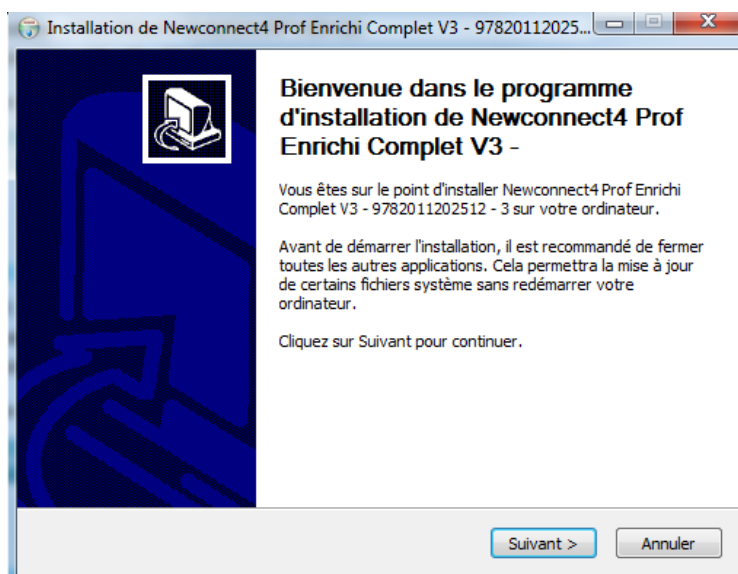 Installation de Newconnect4 Prof Enrichi Complet V3 - 97820112025...
Bienvenue dans le programme
d'installation de Newconnect4 Prof
Enrichi Complet V3 -
Vous êtes sur le point d'installer Newconnect4 Prof Enrichi
Complet V3 - 9782011202512 - 3 sur votre ordinateur.
Avant de démarrer l'installation, il est recommandé de fermer
toutes les autres applications. Cela permettra la mise à jour
de certains fichiers système sans redémarrer votre
ordinateur.
Cliquez sur Suivant pour continuer.
Suivant >
Annuler